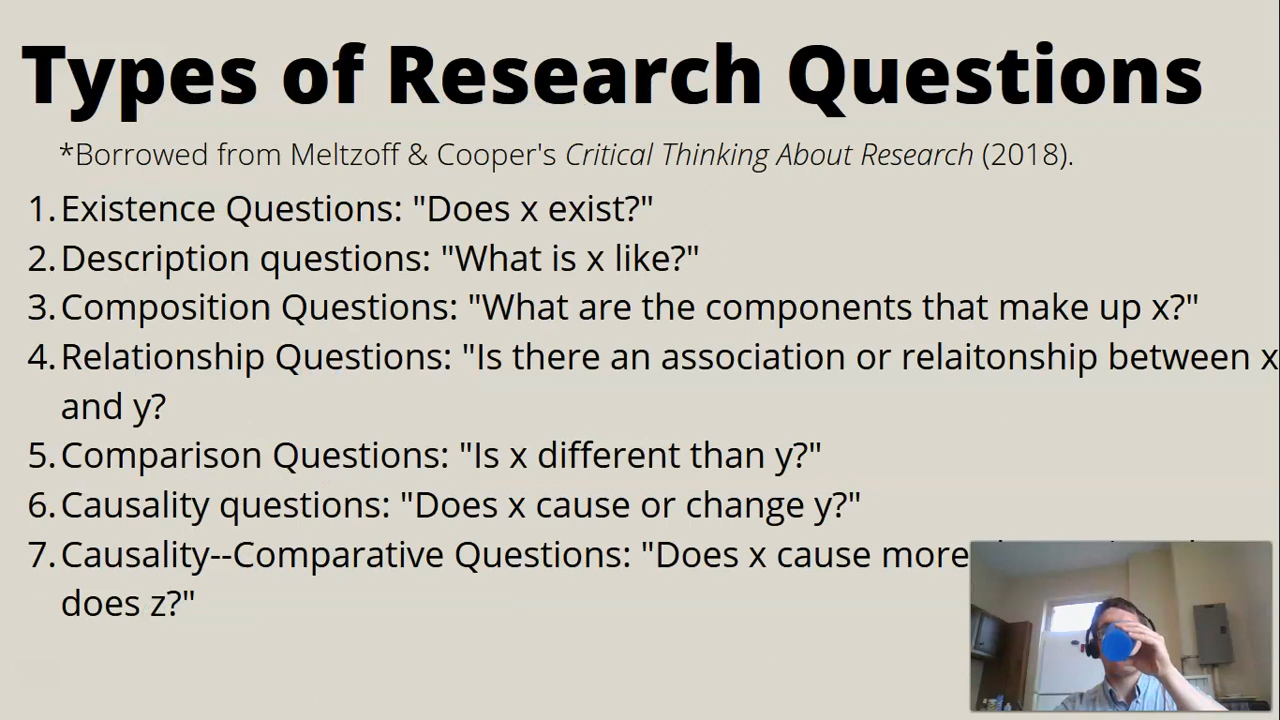 Types of Research Questions
*Borrowed from Meltzoff & Cooper's Critical Thinking About Research (2018).
1. Existence Questions: "Does x exist?"
2. Description questions: "What is x like?"
3. Composition Questions: "What are the components that make up x?"
4. Relationship Questions: "Is there an association or relaitonship between x
and y?
5. Comparison Questions: "Is x different than y?"
6. Causality questions: "Does x cause or change y?"
7. Causality--Comparative Questions: "Does x cause more
does z?"